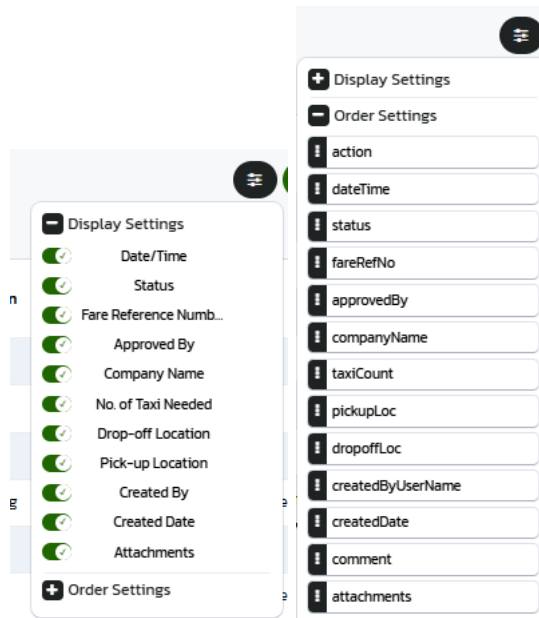 Display Settings
Date/Time
Status
Fare Reference Numb...
Approved By
Company Name
No. of Taxi Needed
Drop-off Location
Pick-up Location
Created By
Created Date
Attachments
Order Settings
n
g
e
e
Display Settings
Order Settings
action
dateTime
status
fareRefNo
approvedBy
companyName
taxiCount
pickupLoc
dropoffLoc
createdByUserName
createdDate
comment
attachments